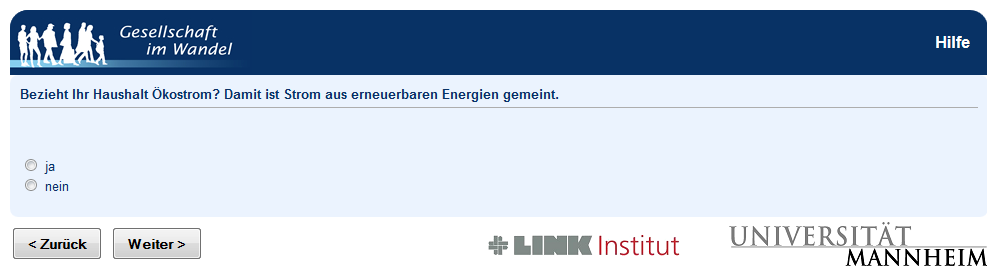 Gesellschaft
im Wandel
Hilfe
Bezieht Ihr Haushalt Ökostrom? Damit ist Strom aus erneuerbaren Energien gemeint.
ja
nein
< Zurück
Weiter >
LINK Institut
UNIVERSITÄT
MANNHEIM